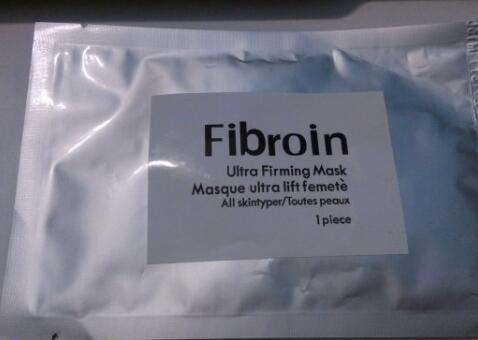 Fibroin
Ultra Firming Mask
Masque ultra lift femetè
All skintyper/Toutes peaux
1 piece